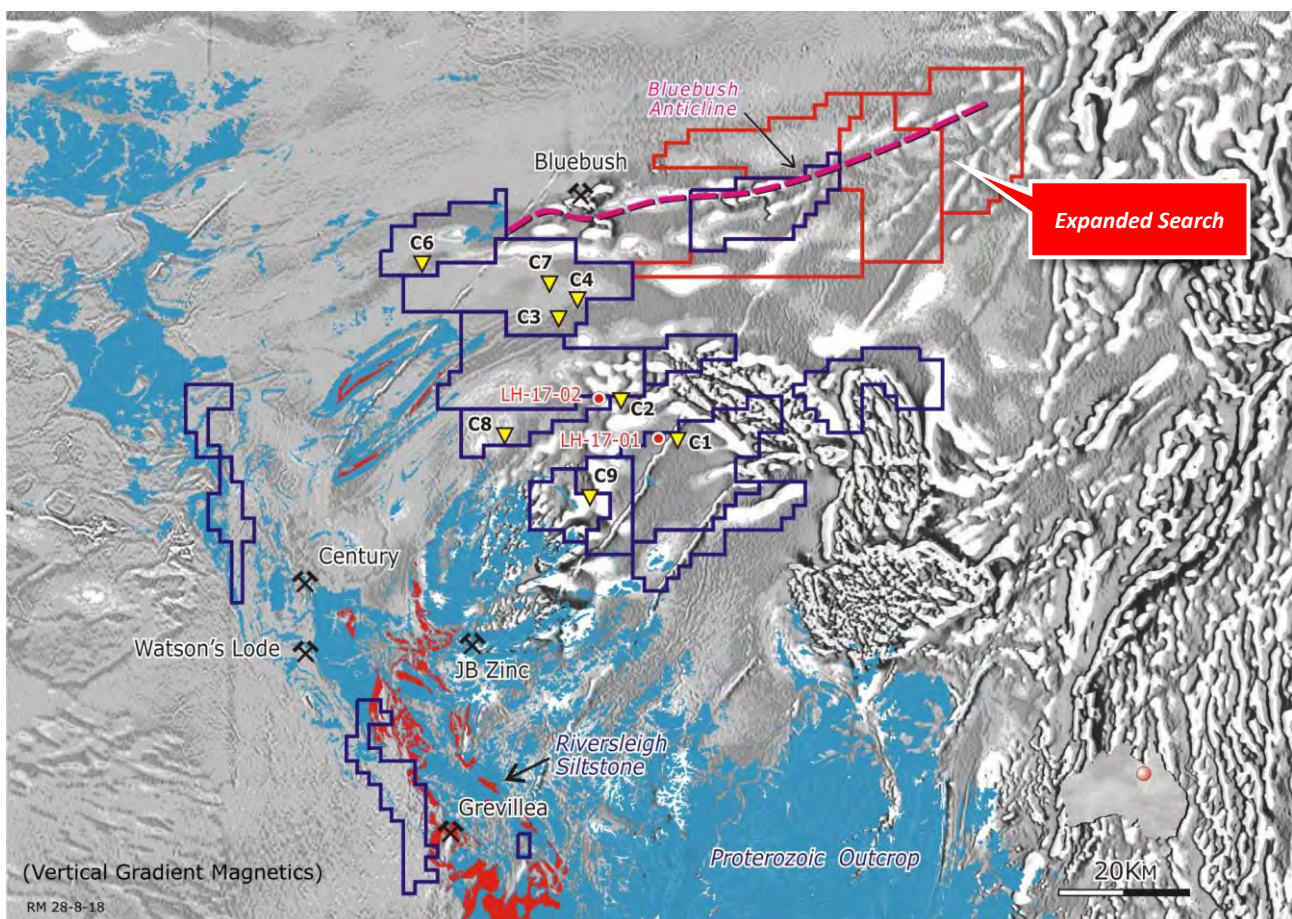 Bluebush
Anticline
Bluebush
Expanded Search
C6
C7
C4
C3
LH-17-02
C2
C8
LH-17-01
C1
C9
Century
Watson's Lode
JB Zinc
Riversleigh
Siltstone
Grevillea
Proterozoic Outcrop
(Vertical Gradient Magnetics)
20KM
RM 28-8-18